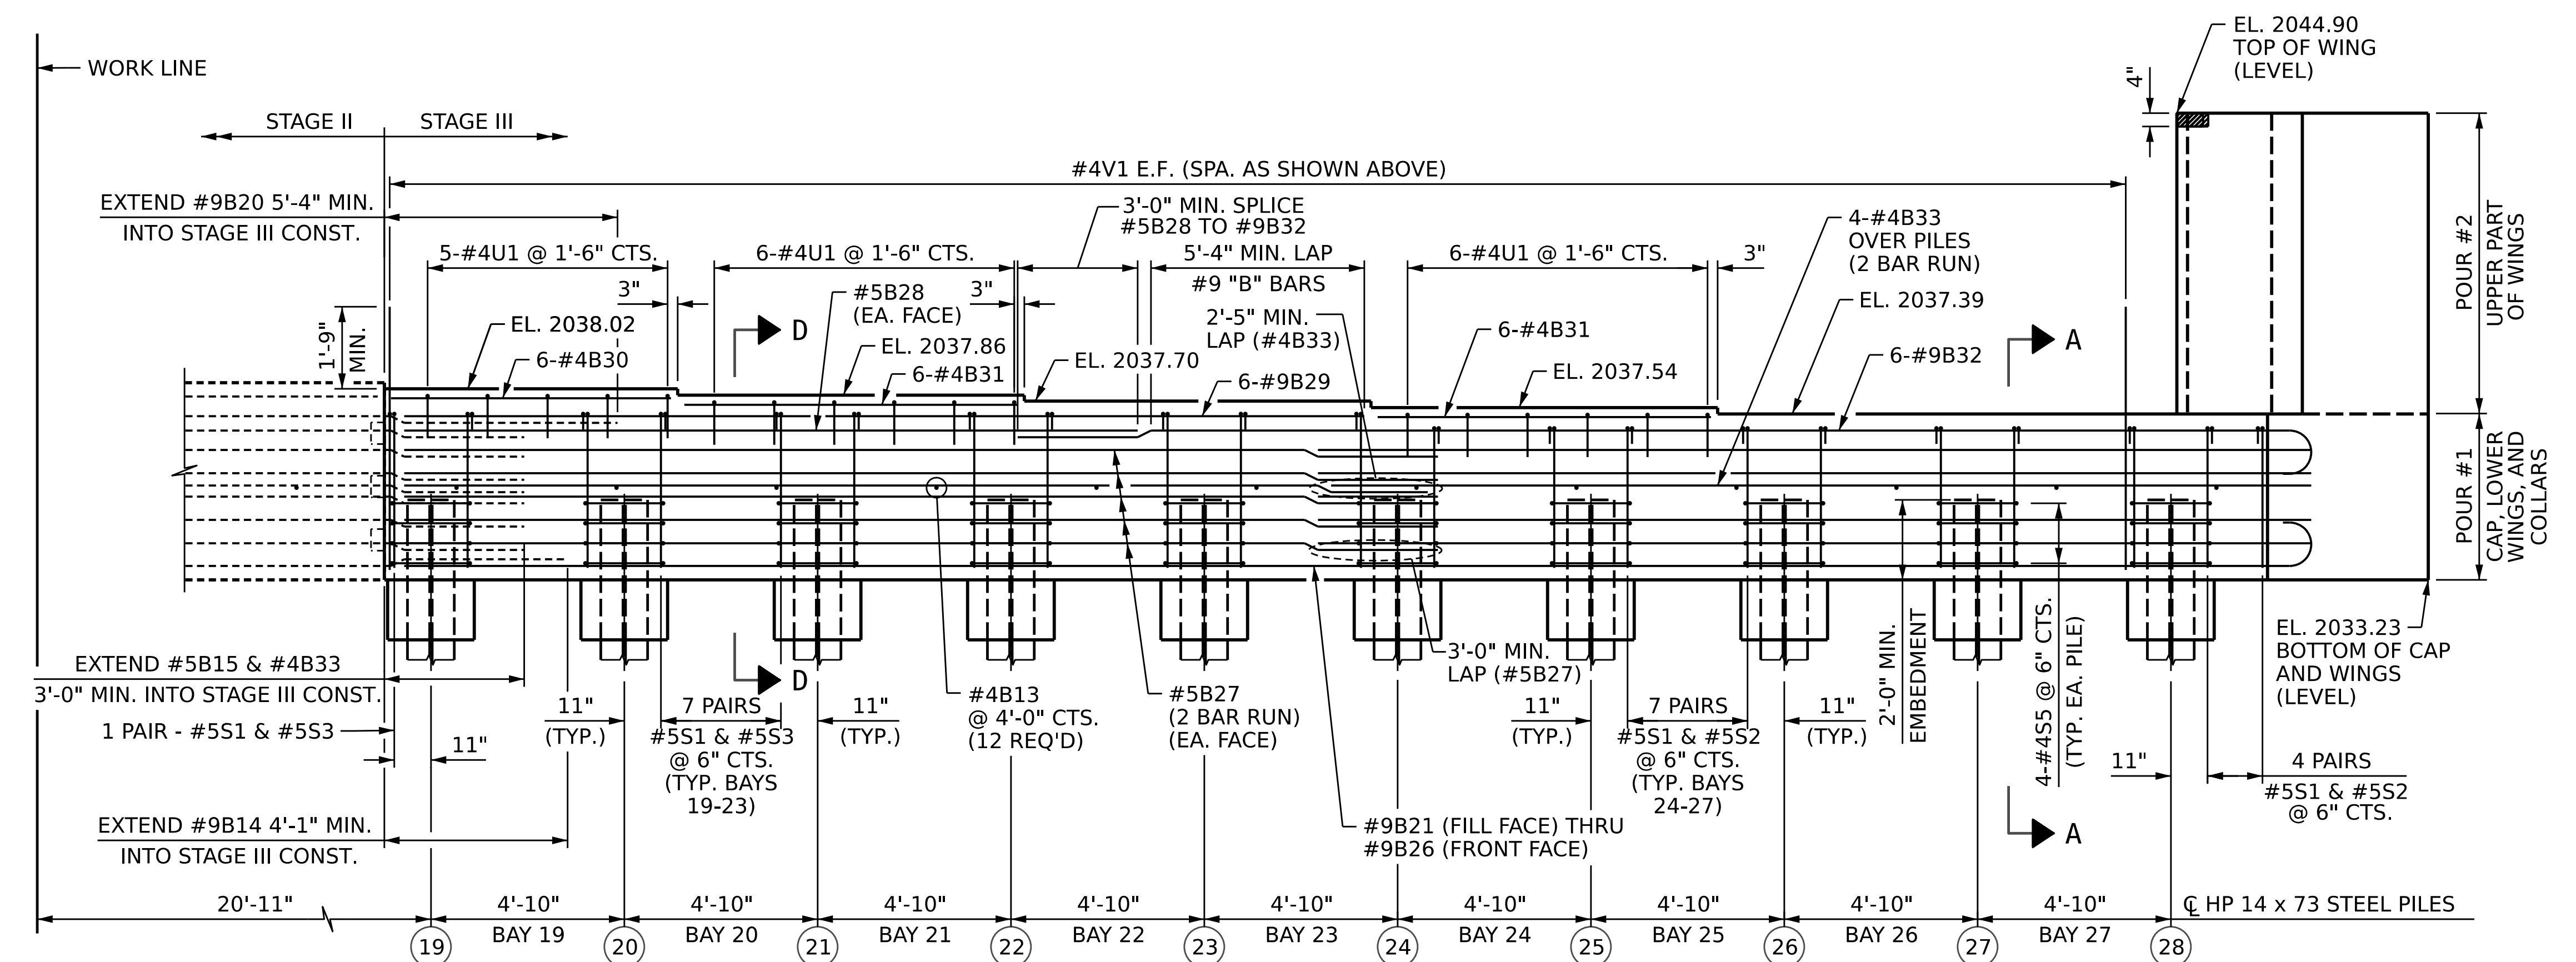 EL. 2044.90
TOP OF WING
(LEVEL)
WORK LINE
4"
STAGE II
STAGE III
#4V1 E.F. (SPA. AS SHOWN ABOVE)
EXTEND #9B20 5'-4" MIN.
INTO STAGE III CONST.
3'-0" MIN. SPLICE
#5B28 TO #9B32
4-#4B33
OVER PILES
(2 BAR RUN)
5-#4U1 @ 1'-6" CTS.
6-#4U1 @ 1'-6" CTS.
5'-4" MIN. LAP
#9 "B" BARS
6-#4U1 @ 1'-6" CTS.
3"
3"
#5B28
(EA. FACE)
3"
EL. 2037.39
POUR #2
UPPER PART
OF WINGS
1'-9"
MIN.
EL. 2038.02
6-#4B30
D
EL. 2037.86
6-#4B31
EL. 2037.70
2'-5" MIN.
LAP (#4B33)
6-#9B29
6-#4B31
EL. 2037.54
6-#9B32
A
POUR #1
CAP, LOWER
WINGS, AND
COLLARS
EXTEND #5B15 & #4B33
3'-0" MIN. INTO STAGE III CONST.
1 PAIR - #5S1 & #5S3
11"
11"
(TYP.)
D
7 PAIRS
#5S1 & #5S3
@ 6" CTS.
(TYP. BAYS
19-23)
11"
(TYP.)
#4B13
@ 4'-0" CTS.
(12 REQ'D)
#5B27
(2 BAR RUN)
(EA. FACE)
3'-0" MIN.
LAP (#5B27)
11"
(TYP.)
7 PAIRS
#5S1 & #5S2
@ 6" CTS.
(TYP. BAYS
24-27)
11"
(TYP.)
2'-0" MIN.
EMBEDMENT
4-#4S5 @ 6" CTS.
(TYP. EA. PILE)
EL. 2033.23
BOTTOM OF CAP
AND WINGS
(LEVEL)
11"
4 PAIRS
#5S1 & #5S2
@ 6" CTS.
A
EXTEND #9B14 4'-1" MIN.
INTO STAGE III CONST.
#9B21 (FILL FACE) THRU
#9B26 (FRONT FACE)
20'-11"
4'-10"
4'-10"
4'-10"
4'-10"
4'-10"
4'-10"
4'-10"
4'-10"
4'-10"
℄ HP 14 x 73 STEEL PILES
BAY 19
BAY 20
BAY 21
BAY 22
BAY 23
BAY 24
BAY 25
BAY 26
BAY 27
19
20
21
22
23
24
25
26
27
28